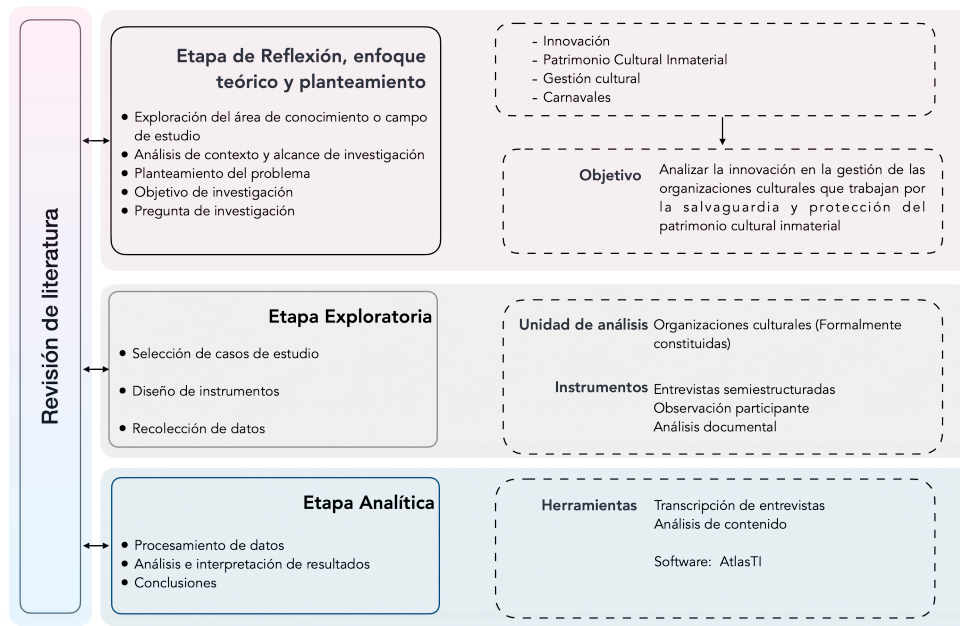 Revisión de literatura
Etapa de Reflexión, enfoque
teórico y planteamiento
● Exploración del área de conocimiento o campo
de estudio
● Análisis de contexto y alcance de investigación
● Planteamiento del problema
● Objetivo de investigación
● Pregunta de investigación
- Innovación
- Patrimonio Cultural Inmaterial
- Gestión cultural
- Carnavales
Objetivo
Analizar la innovación en la gestión de las
organizaciones culturales que trabajan por
la salvaguardia y protección del
patrimonio cultural inmaterial
Etapa Exploratoria
● Selección de casos de estudio
● Diseño de instrumentos
● Recolección de datos
Unidad de análisis
Organizaciones culturales (Formalmente
constituidas)
Instrumentos
Entrevistas semiestructuradas
Observación participante
Análisis documental
Etapa Analítica
● Procesamiento de datos
● Análisis e interpretación de resultados
● Conclusiones
Herramientas
Transcripción de entrevistas
Análisis de contenido
Software: AtlasTI